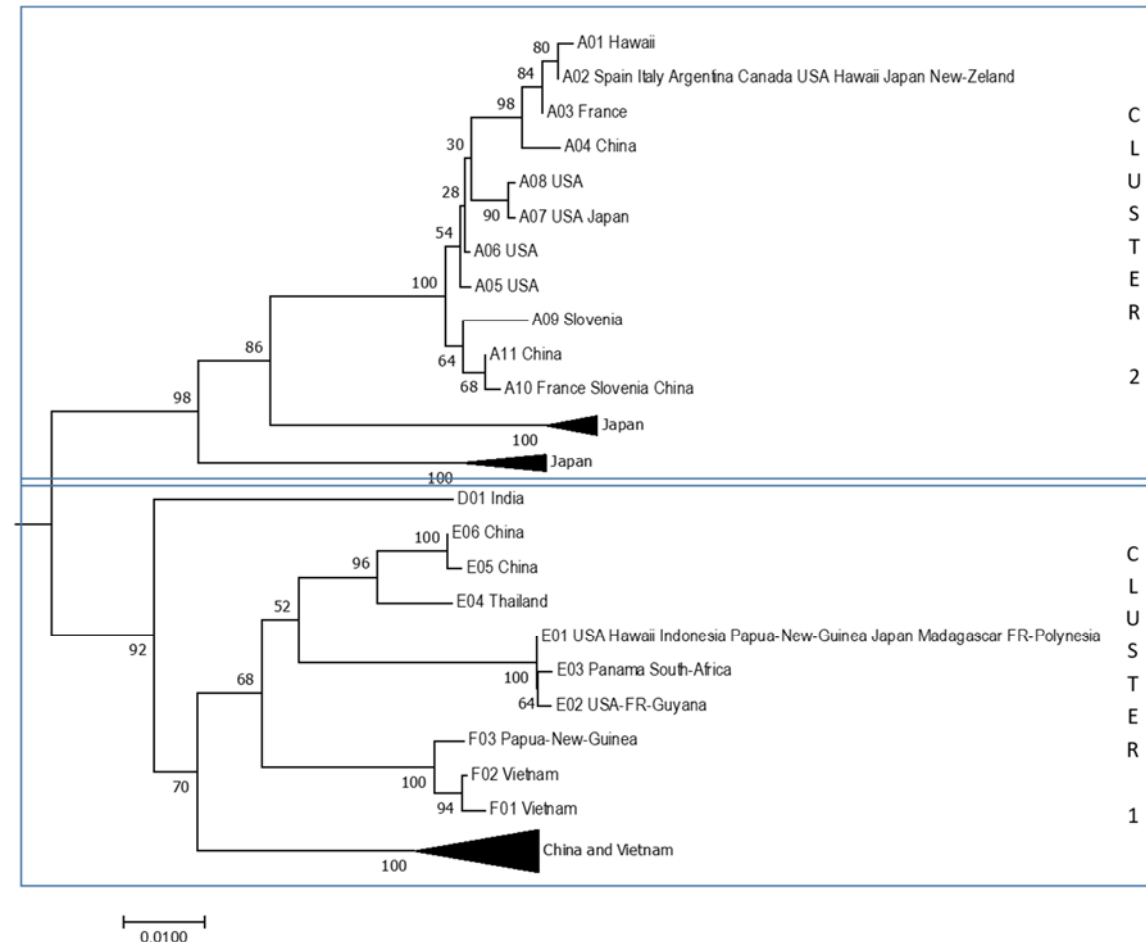 80
A01 Hawaii
84
A02 Spain Italy Argentina Canada USA Hawaii Japan New-Zeland
98
A03 France
A04 China
30
A08 USA
28
90
A07 USA Japan
54
A06 USA
100
A05 USA
A09 Slovenia
86
64
A11 China
68
A10 France Slovenia China
98
100
Japan
100
Japan
CLUSTER 2
D01 India
100
E06 China
96
E05 China
52
E04 Thailand
E01 USA Hawaii Indonesia Papua-New-Guinea Japan Madagascar FR-Polynesia
92
100
E03 Panama South-Africa
68
64
E02 USA-FR-Guyana
F03 Papua-New-Guinea
100
F02 Vietnam
70
94
F01 Vietnam
100
China and Vietnam
CLUSTER 1
0.0100